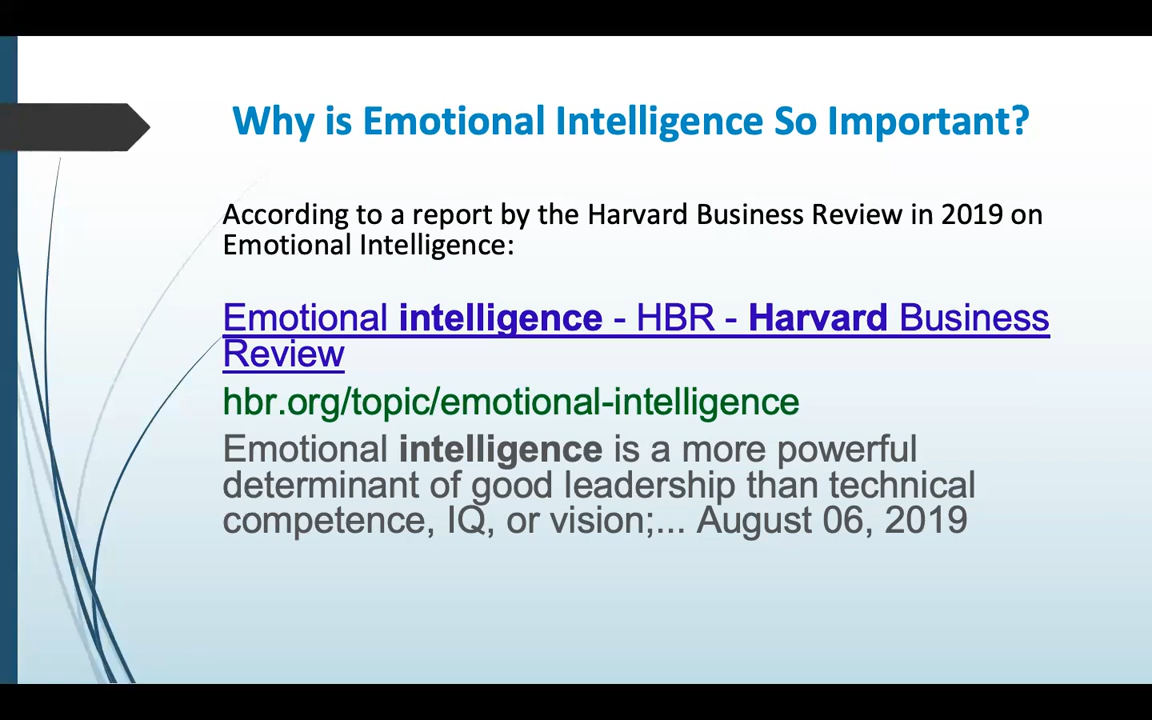 Why is Emotional Intelligence So Important?
According to a report by the Harvard Business Review in 2019 on
Emotional Intelligence:
Emotional intelligence - HBR - Harvard Business
Review
hbr.org/topic/emotional-intelligence
Emotional intelligence is a more powerful
determinant of good leadership than technical
competence, IQ, or vision;... August 06, 2019